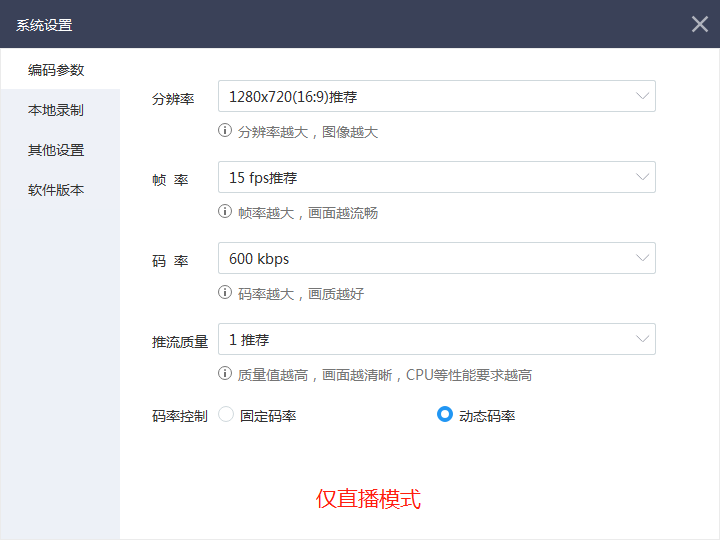 系统设置
编码参数
本地录制
其他设置
软件版本
分辨率 1280x720(16:9)推荐
分辨率越大，图像越大
帧 率 15 fps推荐
帧率越大，画面越流畅
码 率 600 kbps
码率越大，画质越好
推流质量 1 推荐
质量值越高，画面越清晰，CPU等性能要求越高
码率控制 固定码率 动态码率
仅直播模式